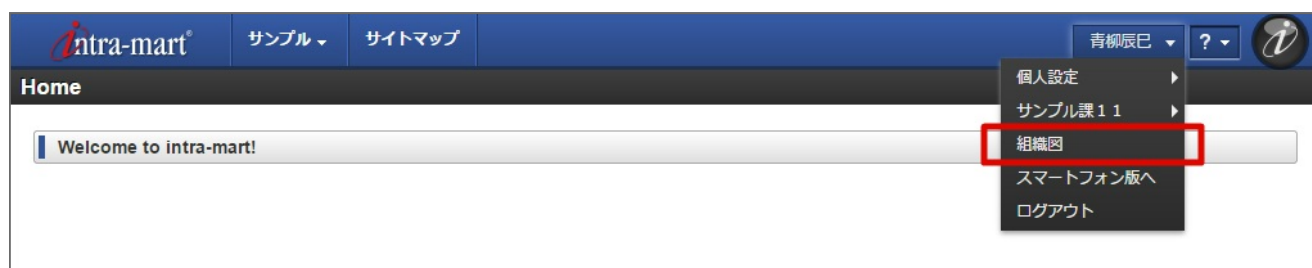 intra-mart® サンプル サイトマップ 青柳辰巳 ?
Home
個人設定
サンプル課11
Welcome to intra-mart!
組織図
スマートフォン版へ
ログアウト